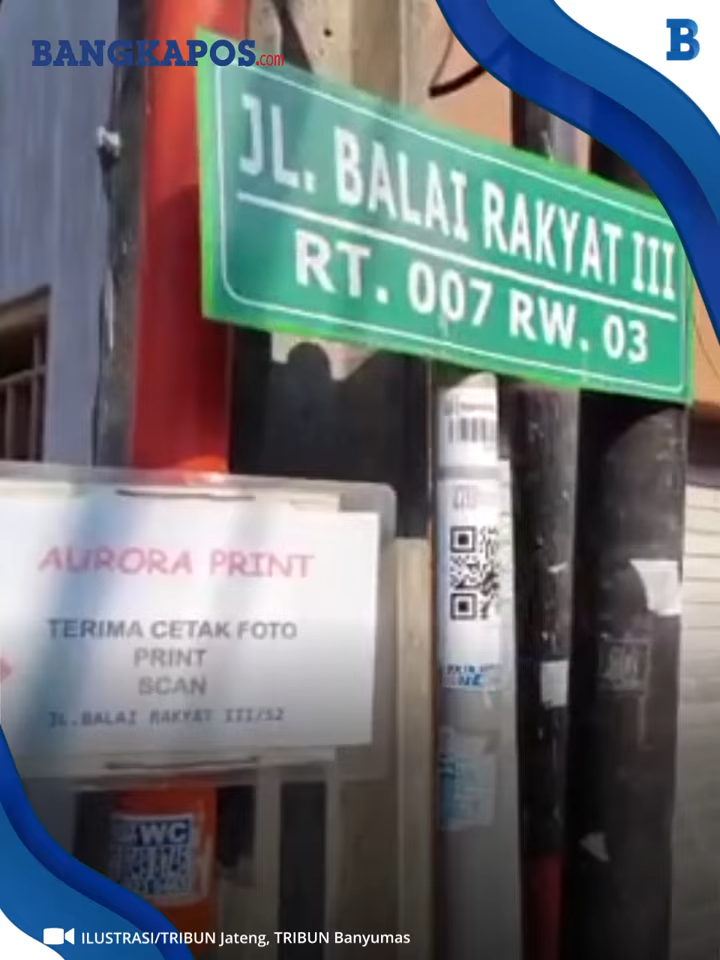 BANGKAPOS.com
B
JL. BALAI RAKYAT III
RT. 007 RW. 03
AURORA PRINT
TERIMA CETAK FOTO
PRINT
SCAN
JL.BALAI RAKYAT III/52
WC
ILUSTRASI/TRIBUN Jateng, TRIBUN Banyumas